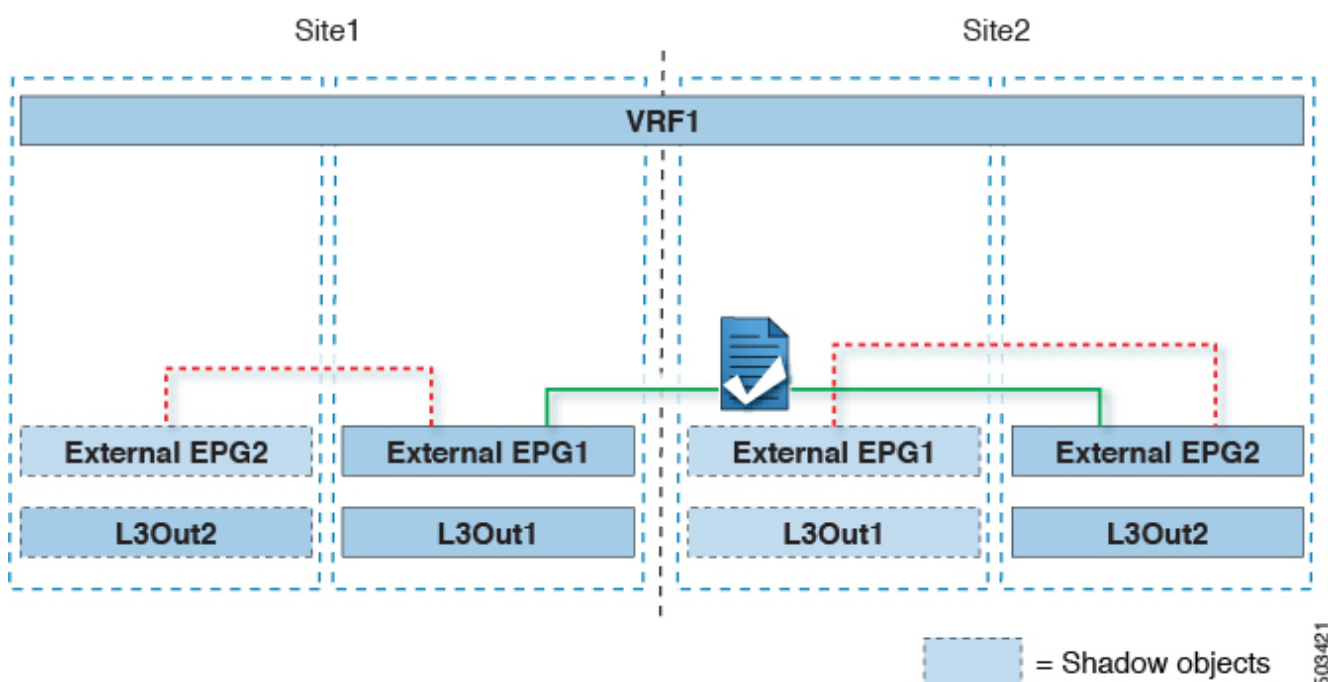 Site1
Site2
VRF1
External EPG2
External EPG1
External EPG1
External EPG2
L3Out2
L3Out1
L3Out1
L3Out2
= Shadow objects
503421